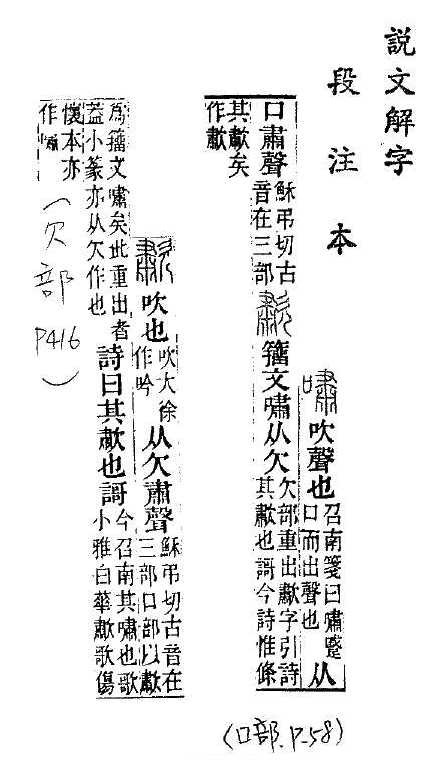 說文解字
段注本
嘯吹聲也召南箋曰嘯蹙口而出聲也从
口肅聲穌弔切古音在三部歗籒文嘯从欠欠部重出歗字引詩其歗也謌今詩惟條
其歗矣作歗
(口部.P.58)
歗吹也吹大徐作吟从欠肅聲穌弔切古音在三部口部以歗
為籒文嘯矣此重出者葢小篆亦从欠作也詩曰其歗也謌今召南其嘯也歌小雅白華歗歌傷
懷本亦作嘯
(欠部P416)